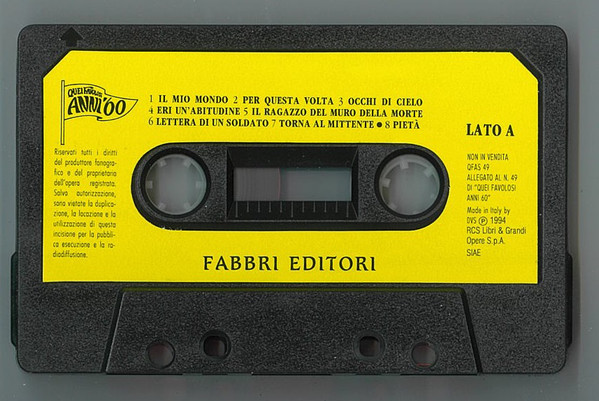 QUEI FAVOLOSI
ANNI '60
1 IL MIO MONDO 2 PER QUESTA VOLTA 3 OCCHI DI CIELO
4 ERI UN'ABITUDINE 5 IL RAGAZZO DEL MURO DELLA MORTE
6 LETTERA DI UN SOLDATO 7 TORNA AL MITTENTE • 8 PIETÀ
LATO A
Riservati tutti i diritti
del produttore fonogra-
fico e del proprietario
dell'opera registrata.
Salvo autorizzazione,
sono vietate la duplica-
zione, la locazione e la
utilizzazione di questa
incisione per la pubbli-
ca esecuzione e la ra-
diodiffusione.
NON IN VENDITA
QFAS 49
ALLEGATO AL N. 49
DI "QUEI FAVOLOSI
ANNI 60"
Made in Italy by
DVS Ⓟ 1994
RCS Libri & Grandi
Opere S.p.A.
SIAE
FABBRI EDITORI